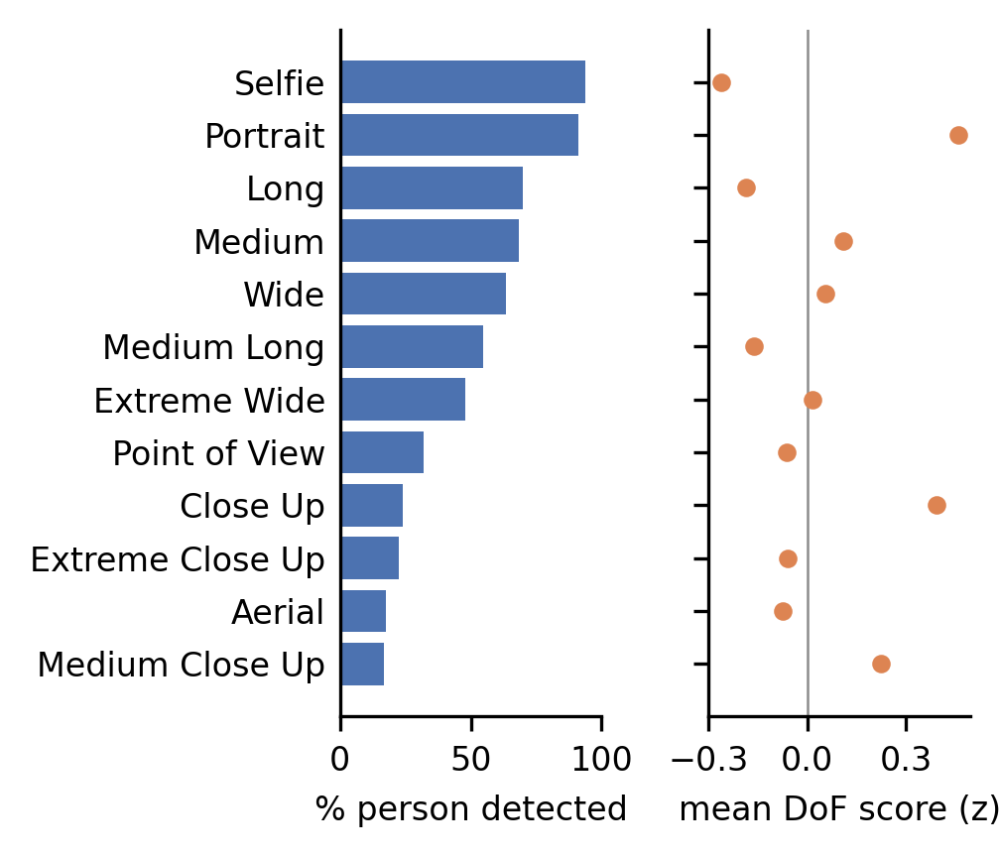 Selfie
Portrait
Long
Medium
Wide
Medium Long
Extreme Wide
Point of View
Close Up
Extreme Close Up
Aerial
Medium Close Up
0 50 100
% person detected
−0.3 0.0 0.3
mean DoF score (z)